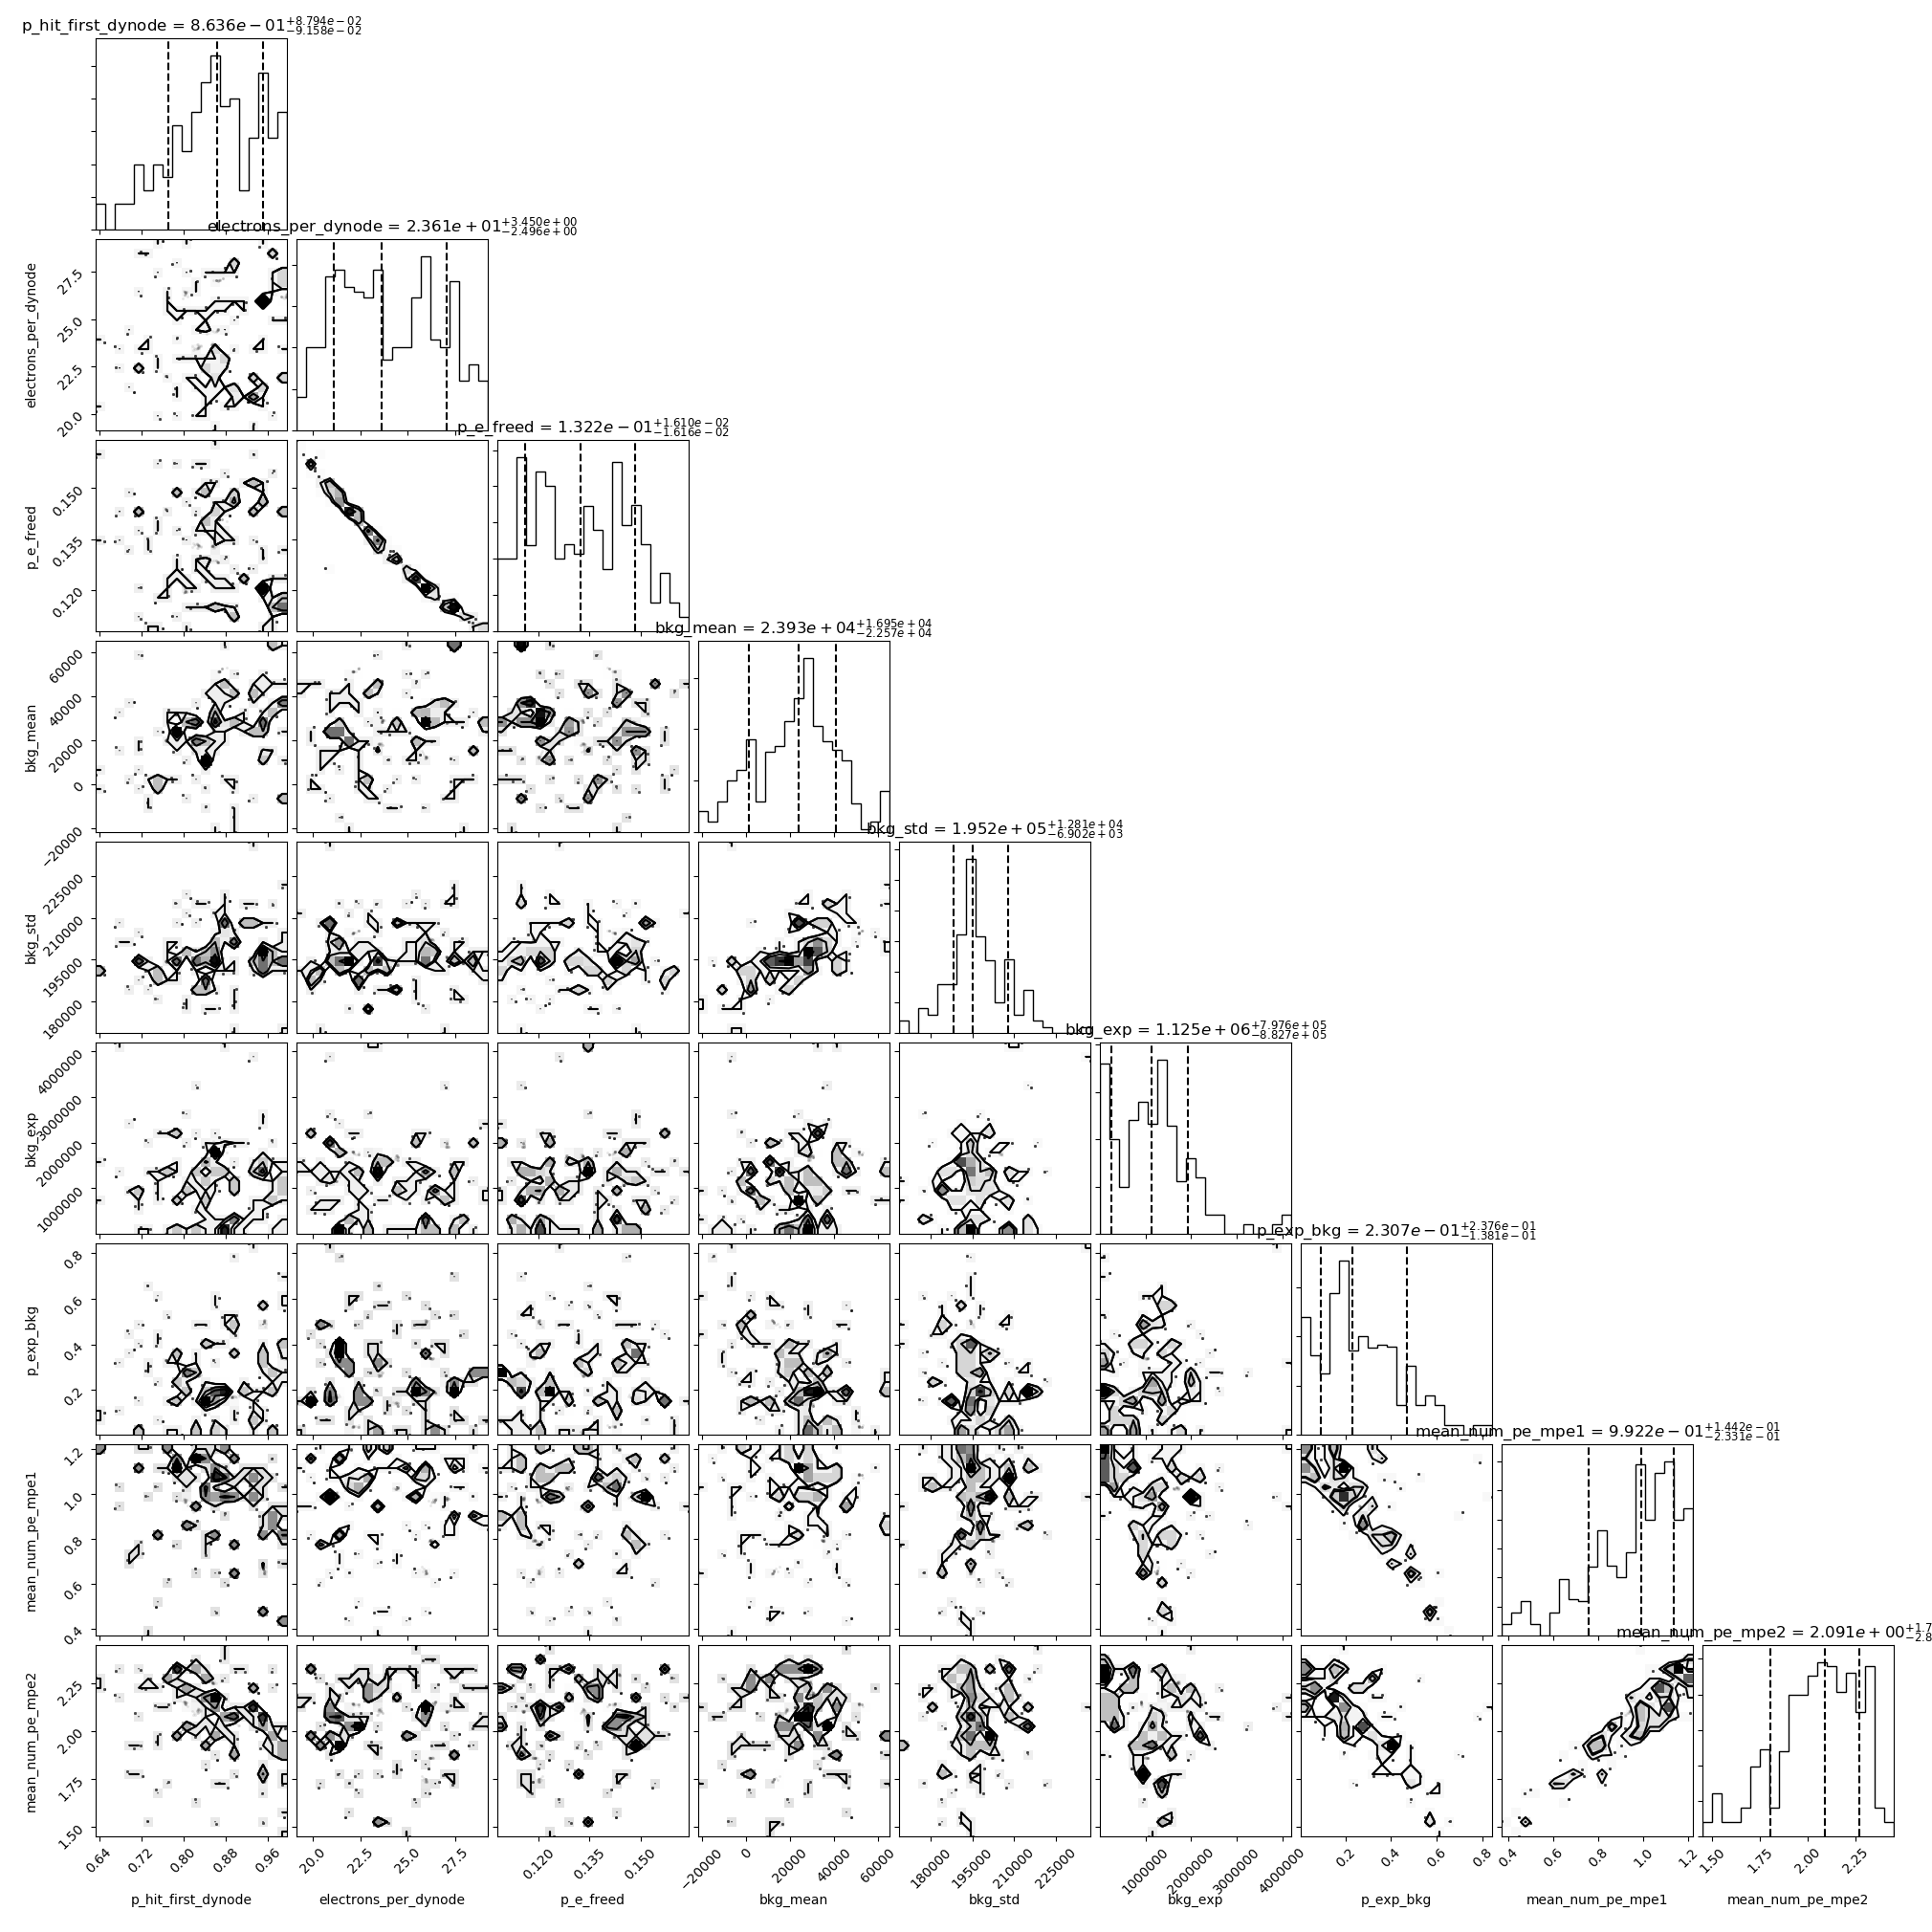 p_hit_first_dynode = 8.636e−01+8.794e−02−9.158e−02
electrons_per_dynode = 2.361e+01+3.450e+00−2.496e+00
electrons_per_dynode
27.5
25.0
22.5
20.0
p_e_freed = 1.322e−01+1.610e−02−1.616e−02
p_e_freed
0.150
0.135
0.120
bkg_mean = 2.393e+04+1.695e+04−2.257e+04
bkg_mean
60000
40000
20000
0
−20000
bkg_std = 1.952e+05+1.281e+04−6.902e+03
bkg_std
225000
210000
195000
180000
bkg_exp = 1.125e+06+7.976e+05−8.827e+05
bkg_exp
4000000
3000000
2000000
1000000
p_exp_bkg = 2.307e−01+2.376e−01−1.381e−01
p_exp_bkg
0.8
0.6
0.4
0.2
mean_num_pe_mpe1 = 9.922e−01+1.442e−01−2.331e−01
mean_num_pe_mpe1
1.2
1.0
0.8
0.6
0.4
mean_num_pe_mpe2 = 2.091e+00+1.7−2.8
mean_num_pe_mpe2
2.25
2.00
1.75
1.50
0.64 0.72 0.80 0.88 0.96 20.0 22.5 25.0 27.5 0.120 0.135 0.150 −20000 0 20000 40000 60000 180000 195000 210000 225000 1000000 2000000 3000000 4000000 0.2 0.4 0.6 0.8 0.4 0.6 0.8 1.0 1.2 1.50 1.75 2.00 2.25
p_hit_first_dynode electrons_per_dynode p_e_freed bkg_mean bkg_std bkg_exp p_exp_bkg mean_num_pe_mpe1 mean_num_pe_mpe2